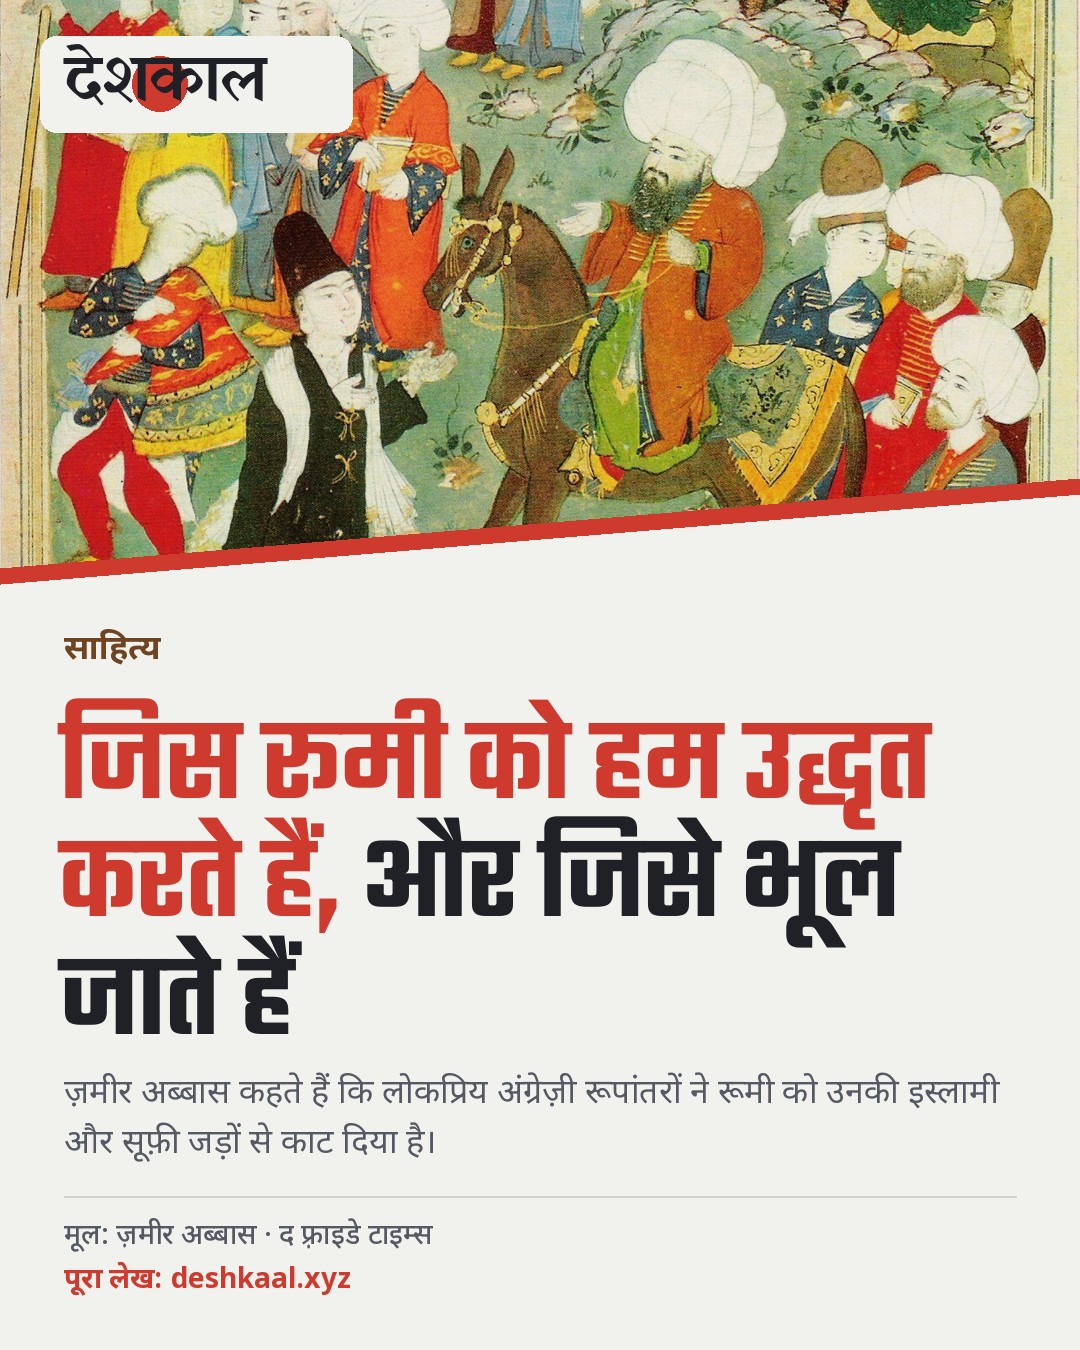 देशकाल
साहित्य
जिस रूमी को हम उद्धृत
करते हैं, और जिसे भूल
जाते हैं
ज़मीर अब्बास कहते हैं कि लोकप्रिय अंग्रेज़ी रूपांतरों ने रूमी को उनकी इस्लामी
और सूफ़ी जड़ों से काट दिया है।
मूल: ज़मीर अब्बास · द फ़्राइडे टाइम्स
पूरा लेख: deshkaal.xyz